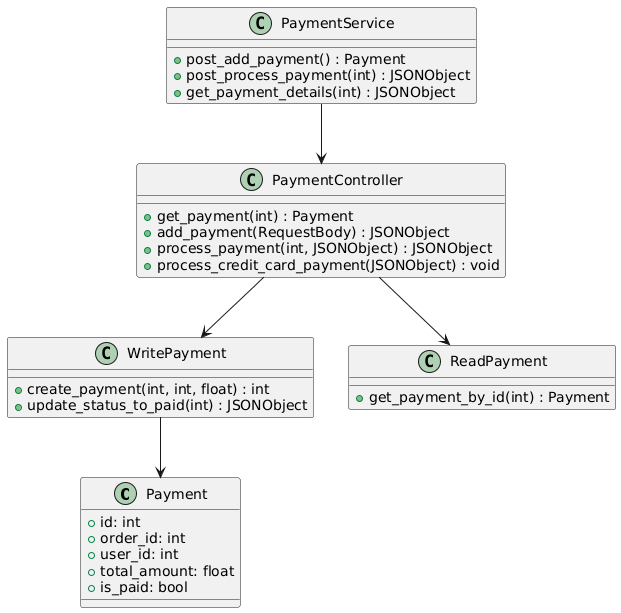 C PaymentService
post_add_payment() : Payment
post_process_payment(int) : JSONObject
get_payment_details(int) : JSONObject
C PaymentController
get_payment(int) : Payment
add_payment(RequestBody) : JSONObject
process_payment(int, JSONObject) : JSONObject
process_credit_card_payment(JSONObject) : void
C WritePayment
create_payment(int, int, float) : int
update_status_to_paid(int) : JSONObject
C ReadPayment
get_payment_by_id(int) : Payment
C Payment
id: int
order_id: int
user_id: int
total_amount: float
is_paid: bool